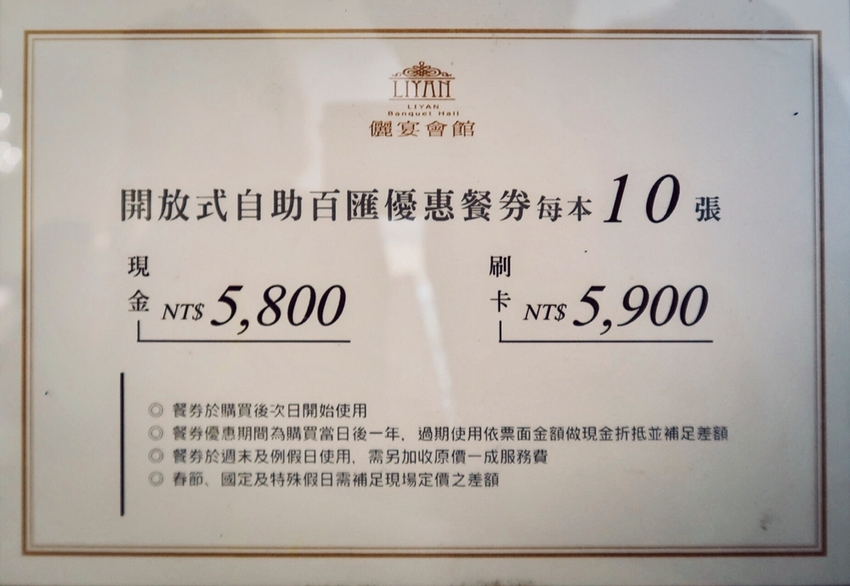 LIYAN
LIYAN
Banquet Hall
儷宴會館
開放式自助百匯優惠餐券每本10張
現金 NT$ 5,800
刷卡 NT$ 5,900
◎ 餐券於購買後次日開始使用
◎ 餐券優惠期間為購買當日後一年，過期使用依票面金額做現金折抵並補足差額
◎ 餐券於週末及例假日使用，需另加收原價一成服務費
◎ 春節、國定及特殊假日需補足現場定價之差額